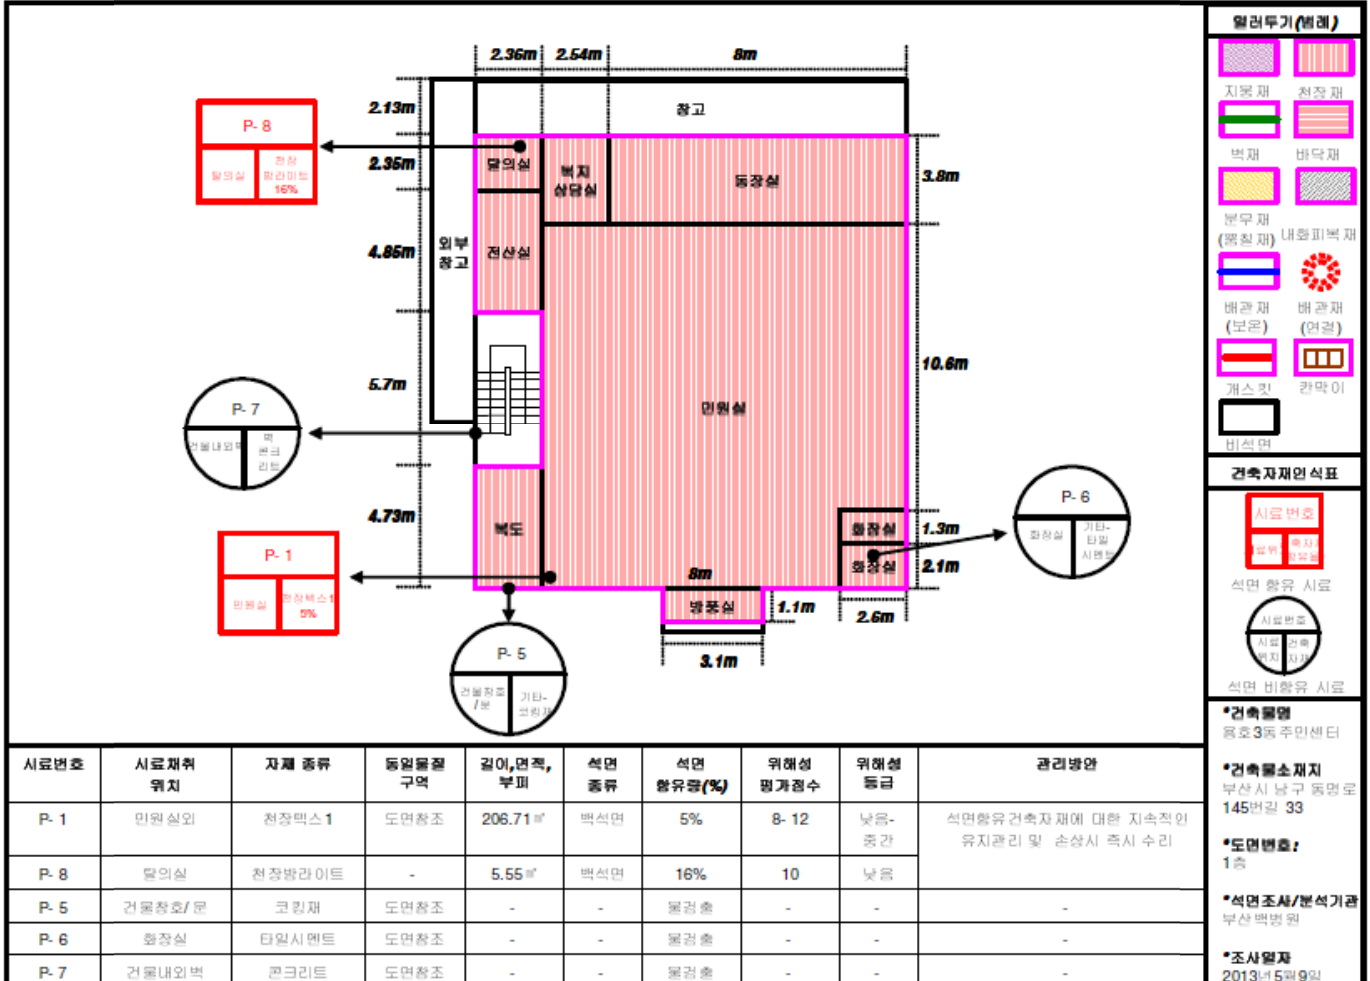 2.36m 2.54m 8m
2.13m
창고
P- 8
탈의실
천장
밤라이트
16%
2.35m
탈의실
복지
상담실
동장실
3.8m
4.85m
외부
창고
전산실
5.7m
P- 7
건물내외벽
벽
콘크
리트
민원실
10.6m
P- 6
화장실
기타-
타일
시멘트
4.73m
복도
화장실
1.3m
화장실
2.1m
P- 1
민원실
천장텍스1
5%
8m
방풍실
1.1m
2.6m
3.1m
P- 5
건물창호
/문
기타-
코킹재
일러두기(범례)
지붕재 천장재
벽재 바닥재
분무재
(뿜칠재)
내화피복재
배관재
(보온)
배관재
(연결)
개스킷 칸막이
비석면
건축자재인식표
시료번호
석면 함유 시료
시료번호
시료
위치
건축
자재
석면 비함유 시료
*건축물명
용호3동주민센터
*건축물소재지
부산시 남구 동명로
145번길 33
*도면번호:
1층
*석면조사/분석기관
부산백병원
*조사일자
2013년 5월9일
시료번호 시료채취 위치 자재 종류 동일물질 구역 길이,면적, 부피 석면 종류 석면 함유량(%) 위해성 평가점수 위해성 등급 관리방안
P- 1 민원실외 천장텍스1 도면참조 206.71㎡ 백석면 5% 8- 12 낮음- 중간 석면함유건축자재에 대한 지속적인 유지관리 및 손상시 즉시 수리
P- 8 탈의실 천장밤라이트 - 5.55㎡ 백석면 16% 10 낮음
P- 5 건물창호/문 코킹재 도면참조 - - 불검출 - - -
P- 6 화장실 타일시멘트 도면참조 - - 불검출 - - -
P- 7 건물내외벽 콘크리트 도면참조 - - 불검출 - - -